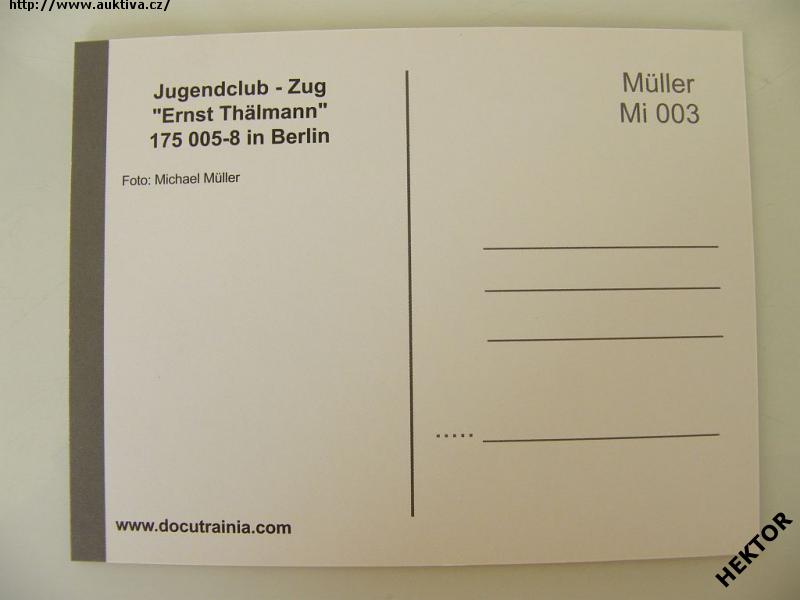 http://www.auktiva.cz/
Jugendclub - Zug
"Ernst Thälmann"
175 005-8 in Berlin
Foto: Michael Müller
Müller
Mi 003
.....
www.docutrainia.com
HEKTOR